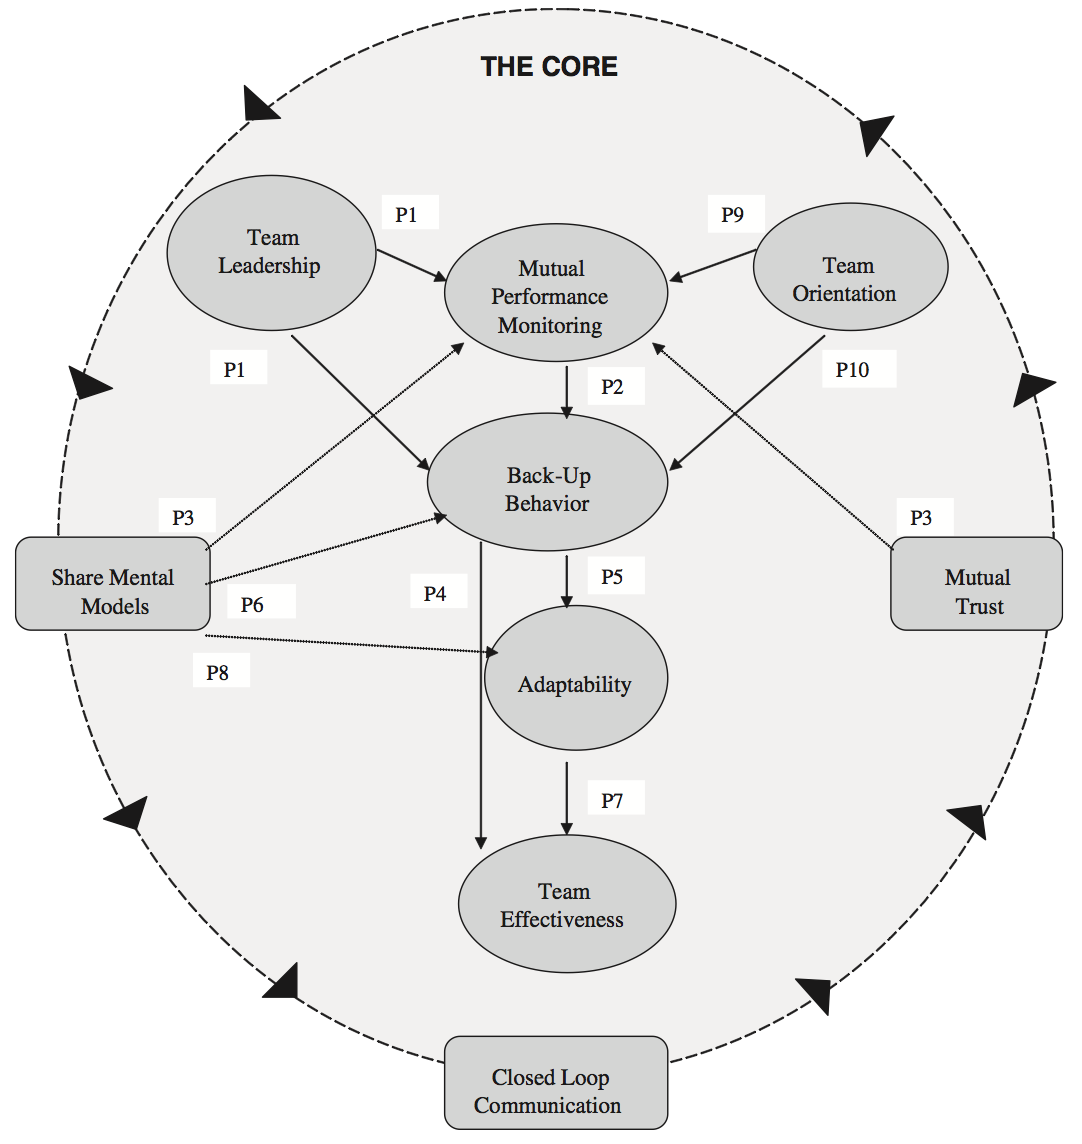 THE CORE
Team
Leadership
P1
Mutual
Performance
Monitoring
P9
Team
Orientation
P1
P2
P10
Back-Up
Behavior
P3
P3
Share Mental
Models
P6
P4
P5
Mutual
Trust
P8
Adaptability
P7
Team
Effectiveness
Closed Loop
Communication